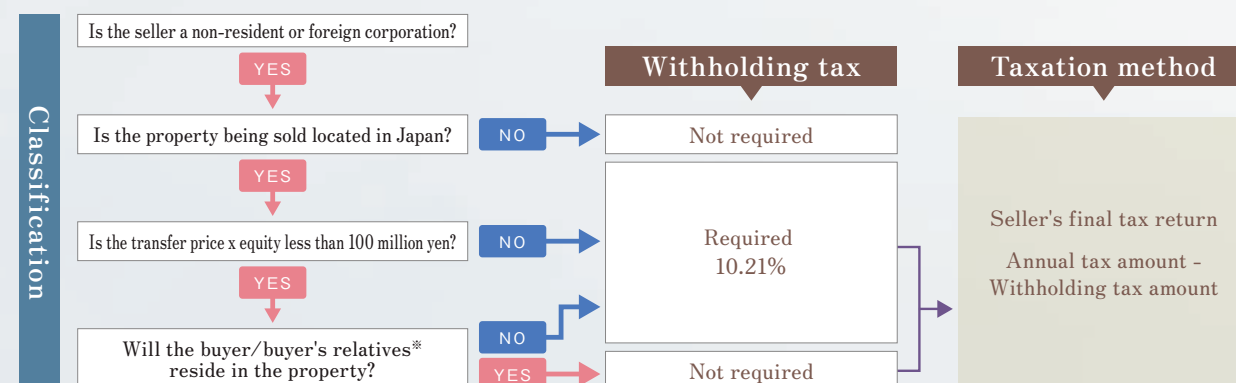 Classification
Is the seller a non-resident or foreign corporation?
YES
Withholding tax
Taxation method
Is the property being sold located in Japan?
NO
Not required
YES
Is the transfer price x equity less than 100 million yen?
NO
Required
10.21%
Seller's final tax return
Annual tax amount -
Withholding tax amount
YES
Will the buyer/buyer's relatives※
reside in the property?
NO
YES
Not required